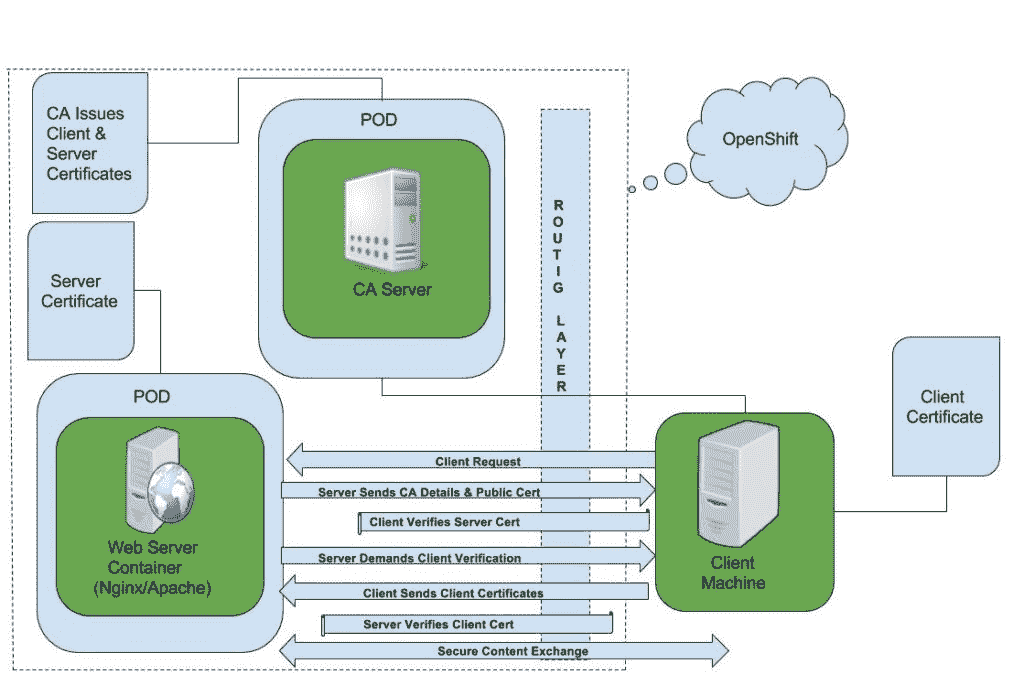 CA Issues
Client &
Server
Certificates
POD
CA Server
OpenShift
ROUTIG LAYER
Server
Certificate
POD
Web Server
Container
(Nginx/Apache)
Client
Certificate
Client
Machine
Client Request
Server Sends CA Details & Public Cert
Client Verifies Server Cert
Server Demands Client Verification
Client Sends Client Certificates
Server Verifies Client Cert
Secure Content Exchange